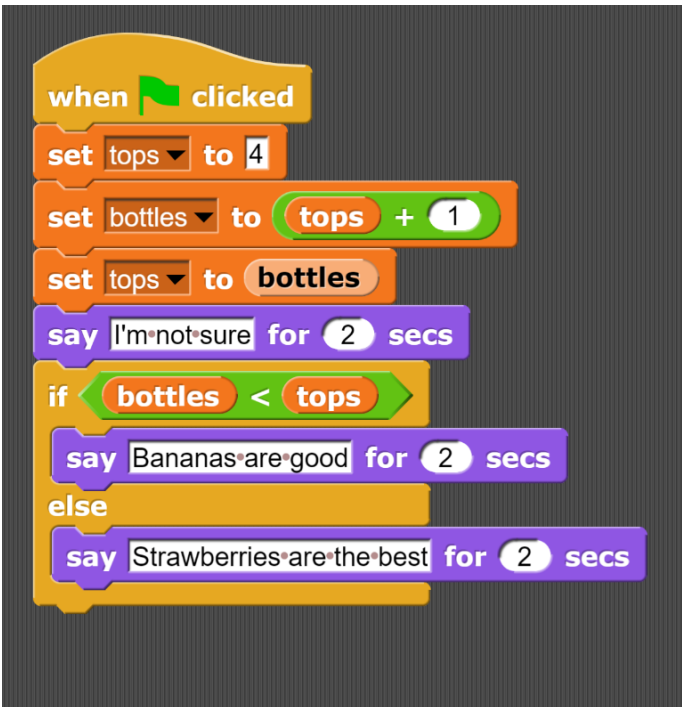 when clicked
set tops to 4
set bottles to tops + 1
set tops to bottles
say I'm•not•sure for 2 secs
if bottles < tops
say Bananas•are•good for 2 secs
else
say Strawberries•are•the•best for 2 secs